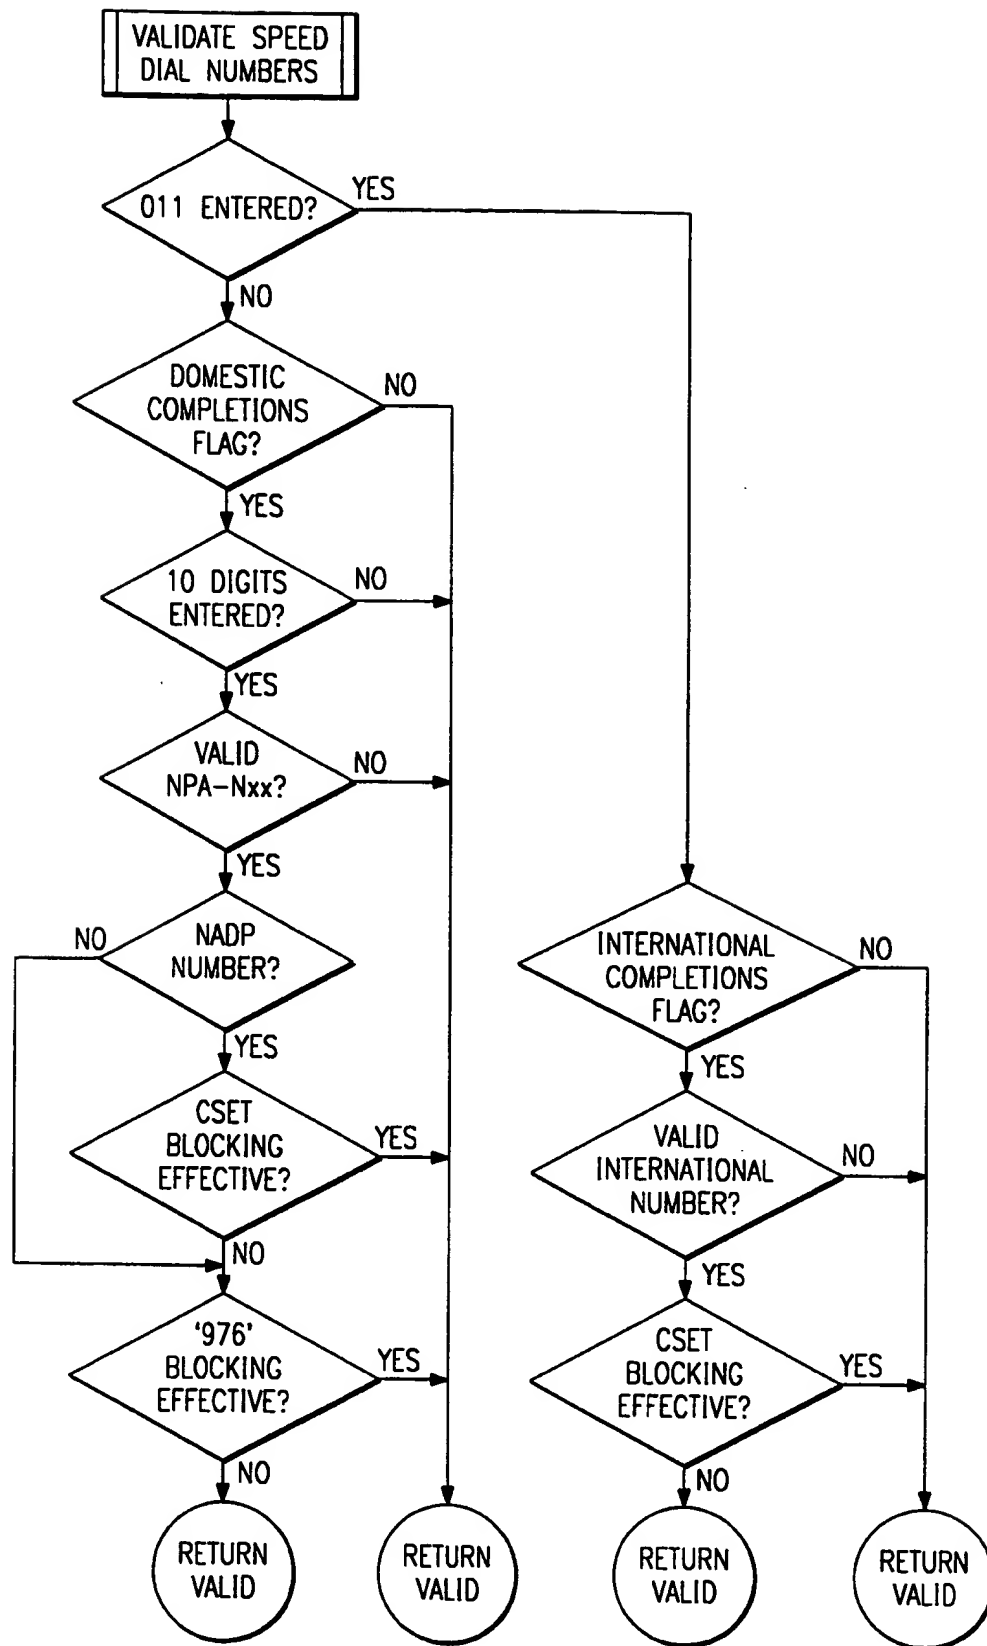 VALIDATE SPEED
DIAL NUMBERS
011 ENTERED?
YES
NO
DOMESTIC
COMPLETIONS
FLAG?
NO
YES
10 DIGITS
ENTERED?
NO
YES
VALID
NPA-Nxx?
NO
YES
NADP
NUMBER?
NO
YES
CSET
BLOCKING
EFFECTIVE?
YES
NO
'976'
BLOCKING
EFFECTIVE?
YES
NO
RETURN
VALID
RETURN
VALID
INTERNATIONAL
COMPLETIONS
FLAG?
NO
YES
VALID
INTERNATIONAL
NUMBER?
NO
YES
CSET
BLOCKING
EFFECTIVE?
YES
NO
RETURN
VALID
RETURN
VALID